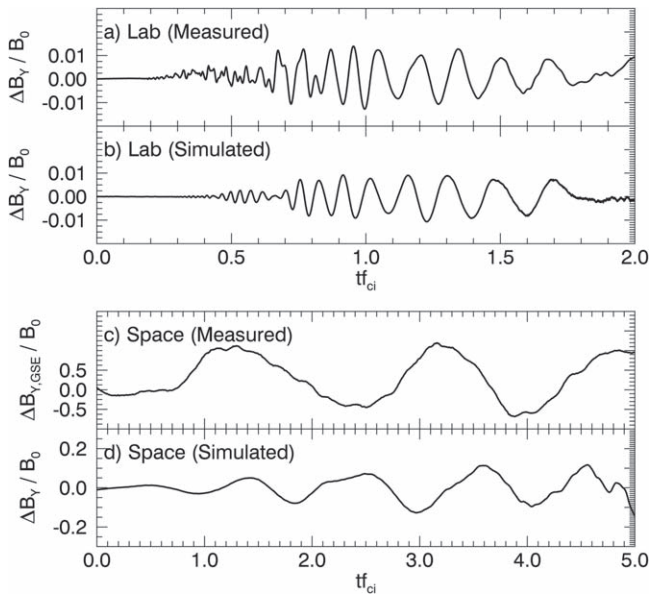 a) Lab (Measured)
ΔB_Y / B_0
0.01
0.00
-0.01
b) Lab (Simulated)
ΔB_Y / B_0
0.01
0.00
-0.01
0.0 0.5 1.0 1.5 2.0
tf_ci
c) Space (Measured)
ΔB_Y,GSE / B_0
0.5
0.0
-0.5
d) Space (Simulated)
ΔB_Y / B_0
0.2
0.0
-0.2
0.0 1.0 2.0 3.0 4.0 5.0
tf_ci